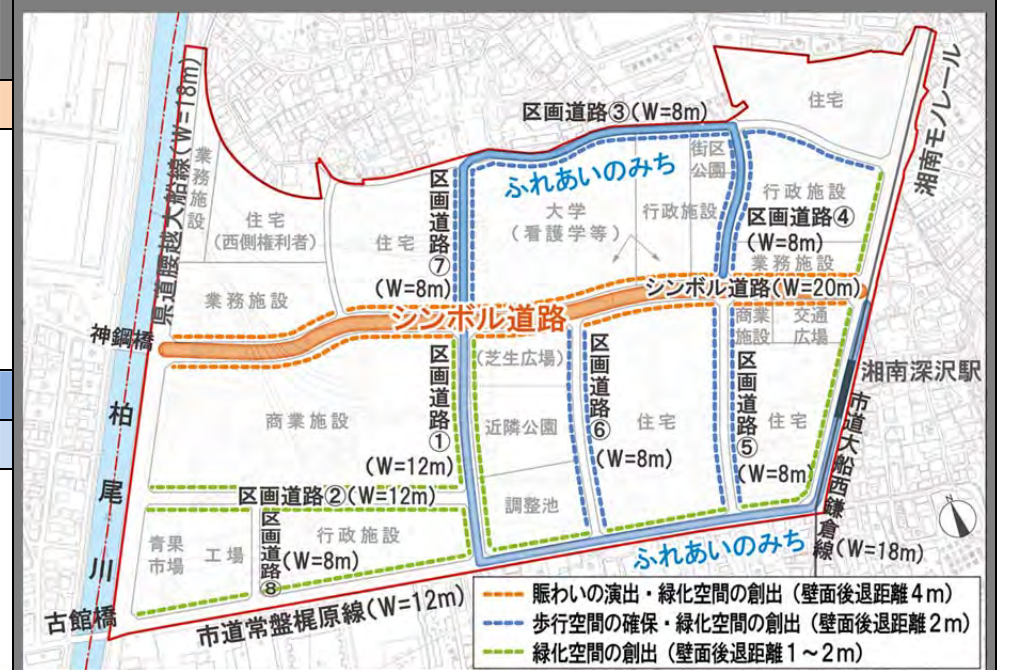 区画道路③(W=8m)
住宅
湘南モノレール
県道腰越大船線(W=18m)
業務施設
住宅
(西側権利者)
住宅
区画道路⑦
(W=8m)
ふれあいのみち
大学
(看護学等)
街区
公園
行政施設
行政施設
区画道路④
(W=8m)
業務施設
業務施設
シンボル道路(W=20m)
シンボル道路
神鋼橋
商業
施設
交通
広場
湘南深沢駅
(芝生広場)
区画道路①
(W=12m)
商業施設
近隣公園
区画道路⑥
(W=8m)
住宅
区画道路⑤
(W=8m)
住宅
市道大船西鎌倉線(W=18m)
柏尾川
区画道路②(W=12m)
調整池
青果
市場
工場
区画道路⑧
(W=8m)
行政施設
ふれあいのみち
N
古館橋
市道常盤梶原線(W=12m)
賑わいの演出・緑化空間の創出(壁面後退距離4m)
歩行空間の確保・緑化空間の創出(壁面後退距離2m)
緑化空間の創出(壁面後退距離1~2m)